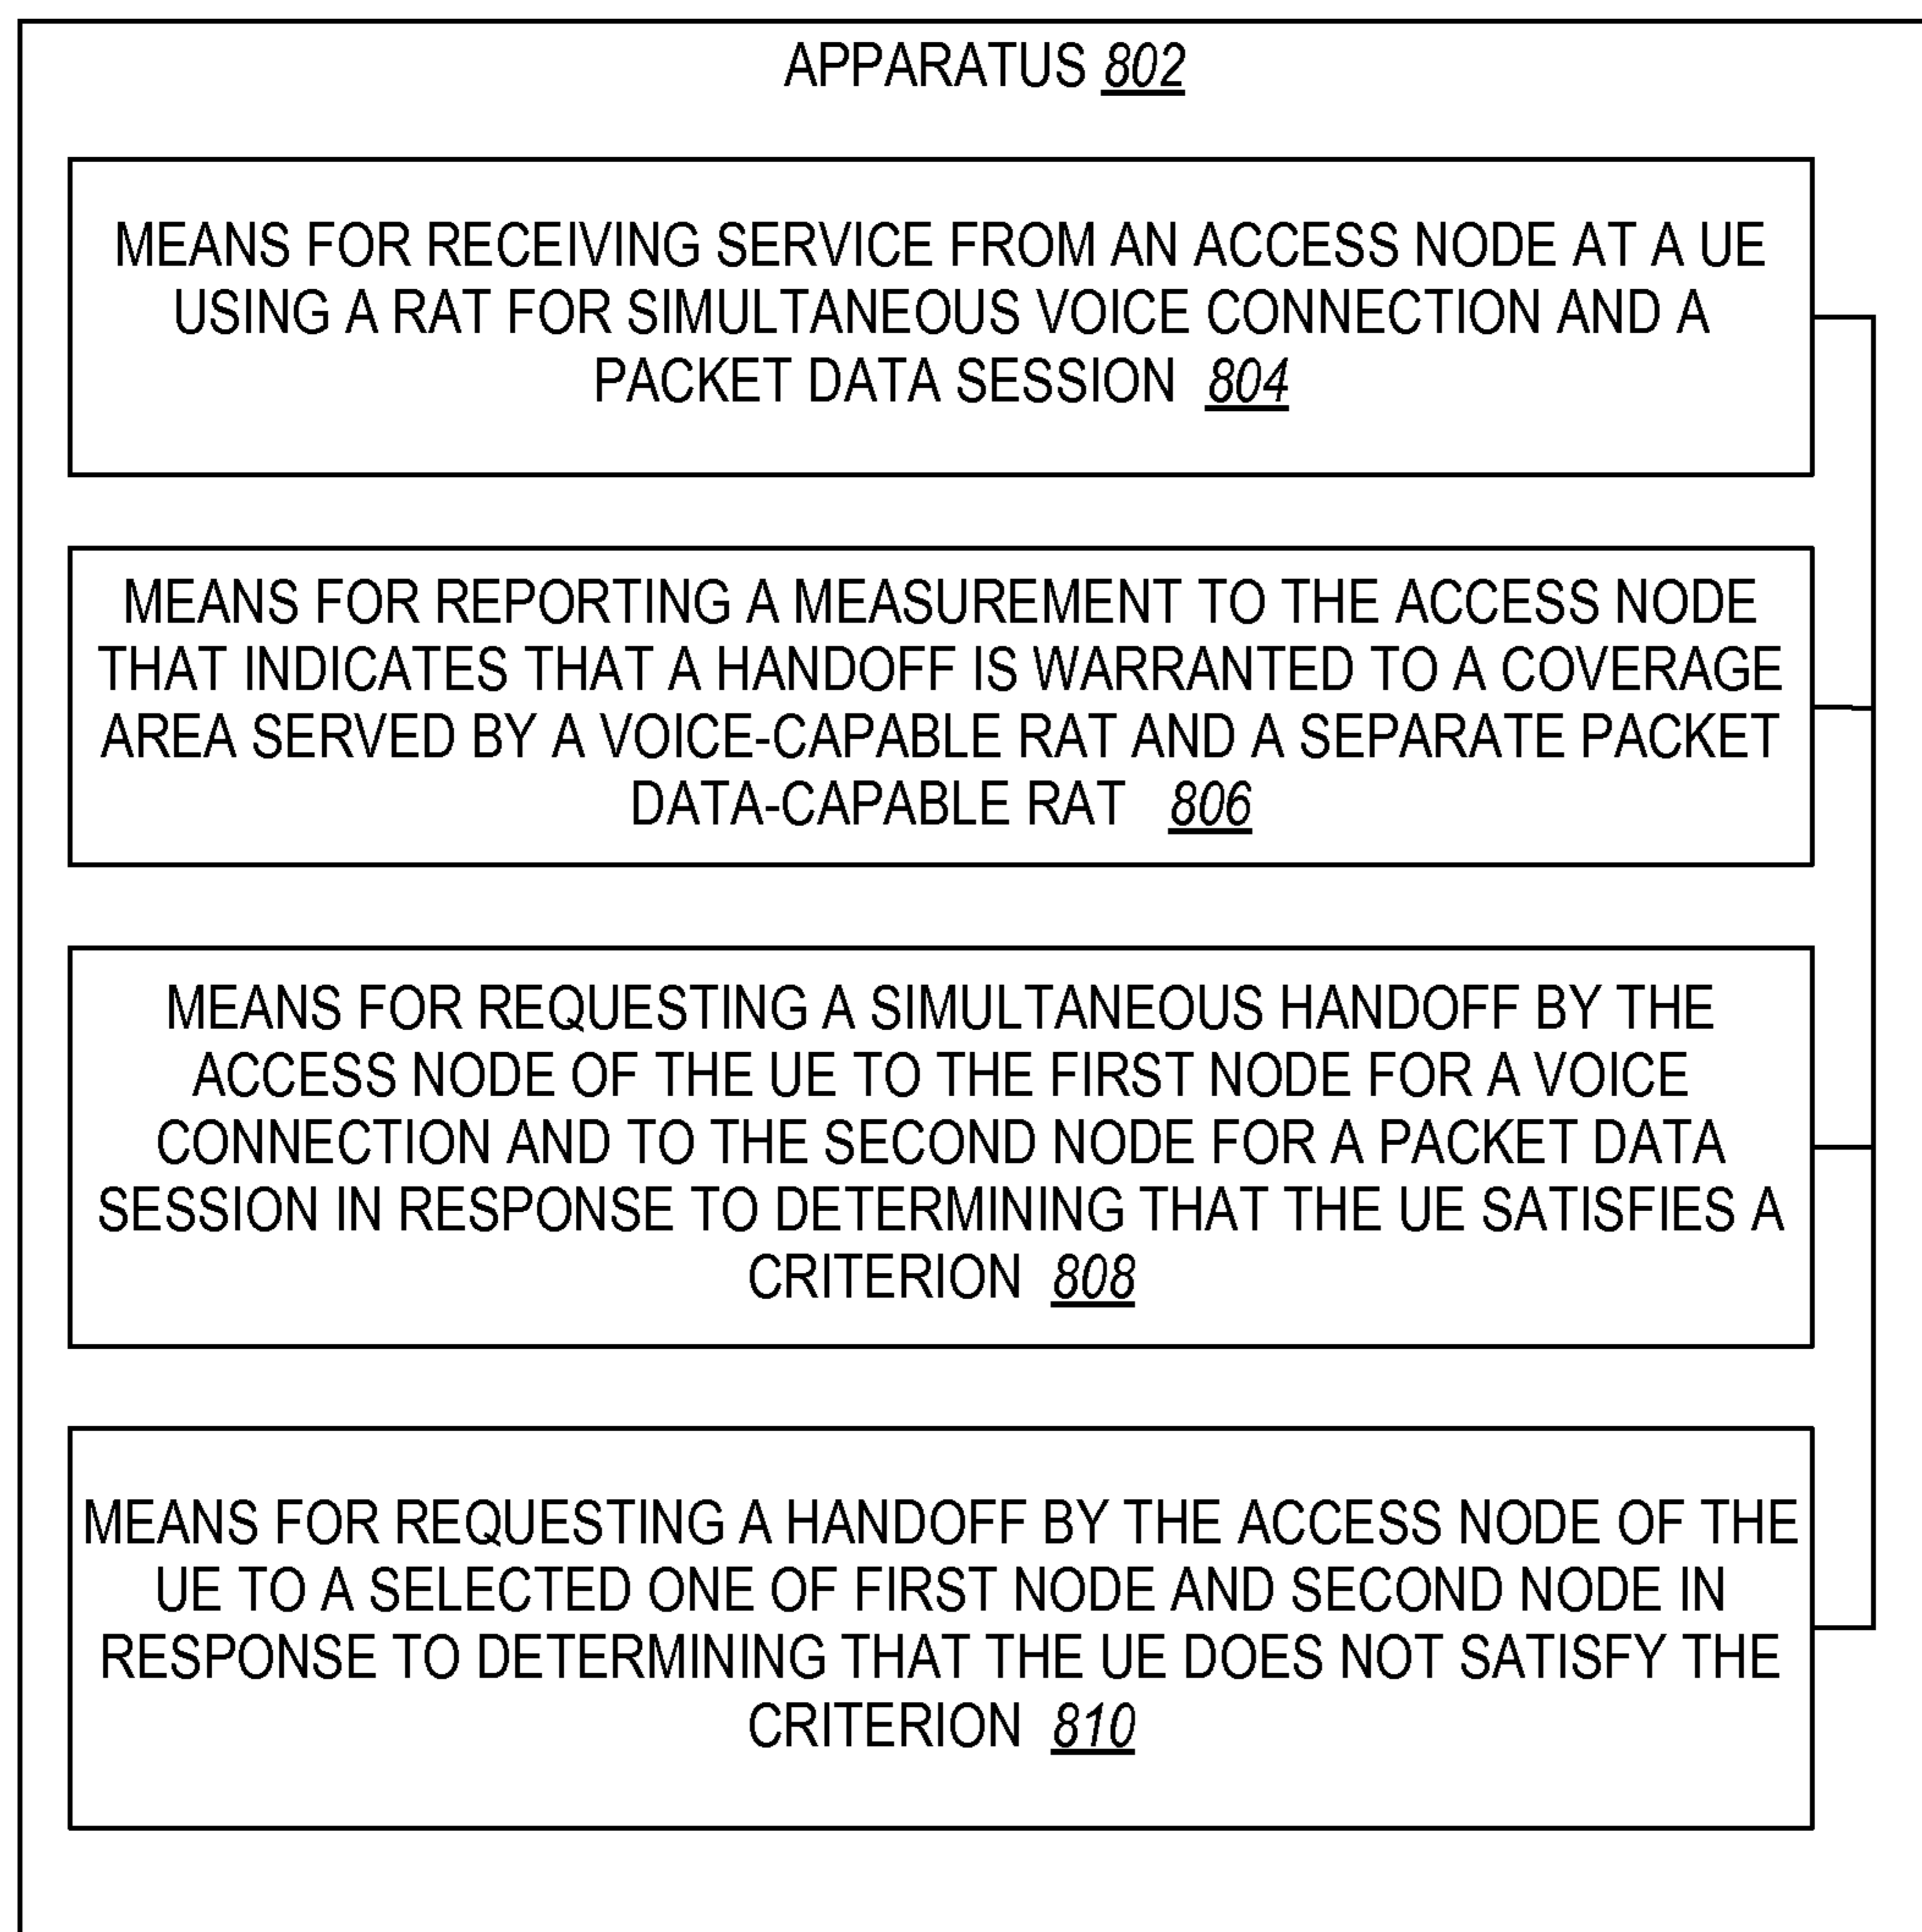 APPARATUS 802
MEANS FOR RECEIVING SERVICE FROM AN ACCESS NODE AT A UE
USING A RAT FOR SIMULTANEOUS VOICE CONNECTION AND A
PACKET DATA SESSION 804
MEANS FOR REPORTING A MEASUREMENT TO THE ACCESS NODE
THAT INDICATES THAT A HANDOFF IS WARRANTED TO A COVERAGE
AREA SERVED BY A VOICE-CAPABLE RAT AND A SEPARATE PACKET
DATA-CAPABLE RAT 806
MEANS FOR REQUESTING A SIMULTANEOUS HANDOFF BY THE
ACCESS NODE OF THE UE TO THE FIRST NODE FOR A VOICE
CONNECTION AND TO THE SECOND NODE FOR A PACKET DATA
SESSION IN RESPONSE TO DETERMINING THAT THE UE SATISFIES A
CRITERION 808
MEANS FOR REQUESTING A HANDOFF BY THE ACCESS NODE OF THE
UE TO A SELECTED ONE OF FIRST NODE AND SECOND NODE IN
RESPONSE TO DETERMINING THAT THE UE DOES NOT SATISFY THE
CRITERION 810